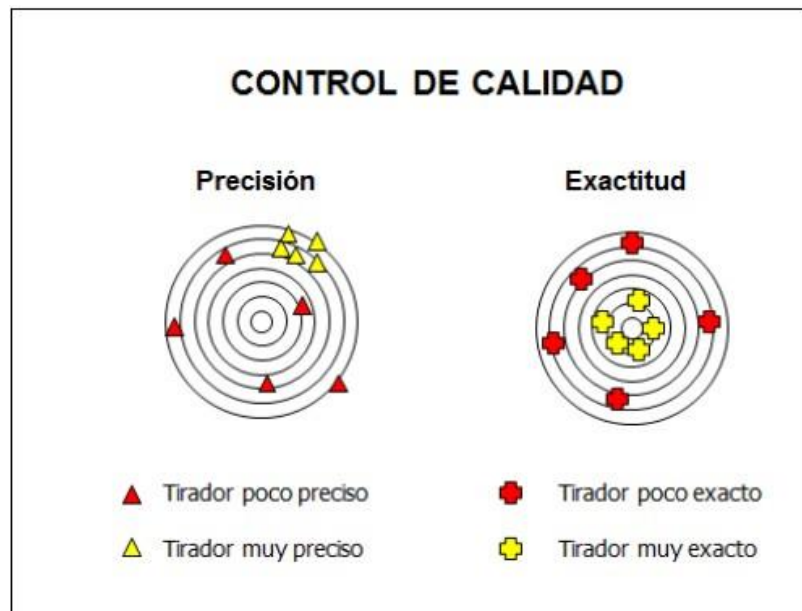 CONTROL DE CALIDAD
Precisión
Exactitud
Tirador poco preciso
Tirador muy preciso
Tirador poco exacto
Tirador muy exacto